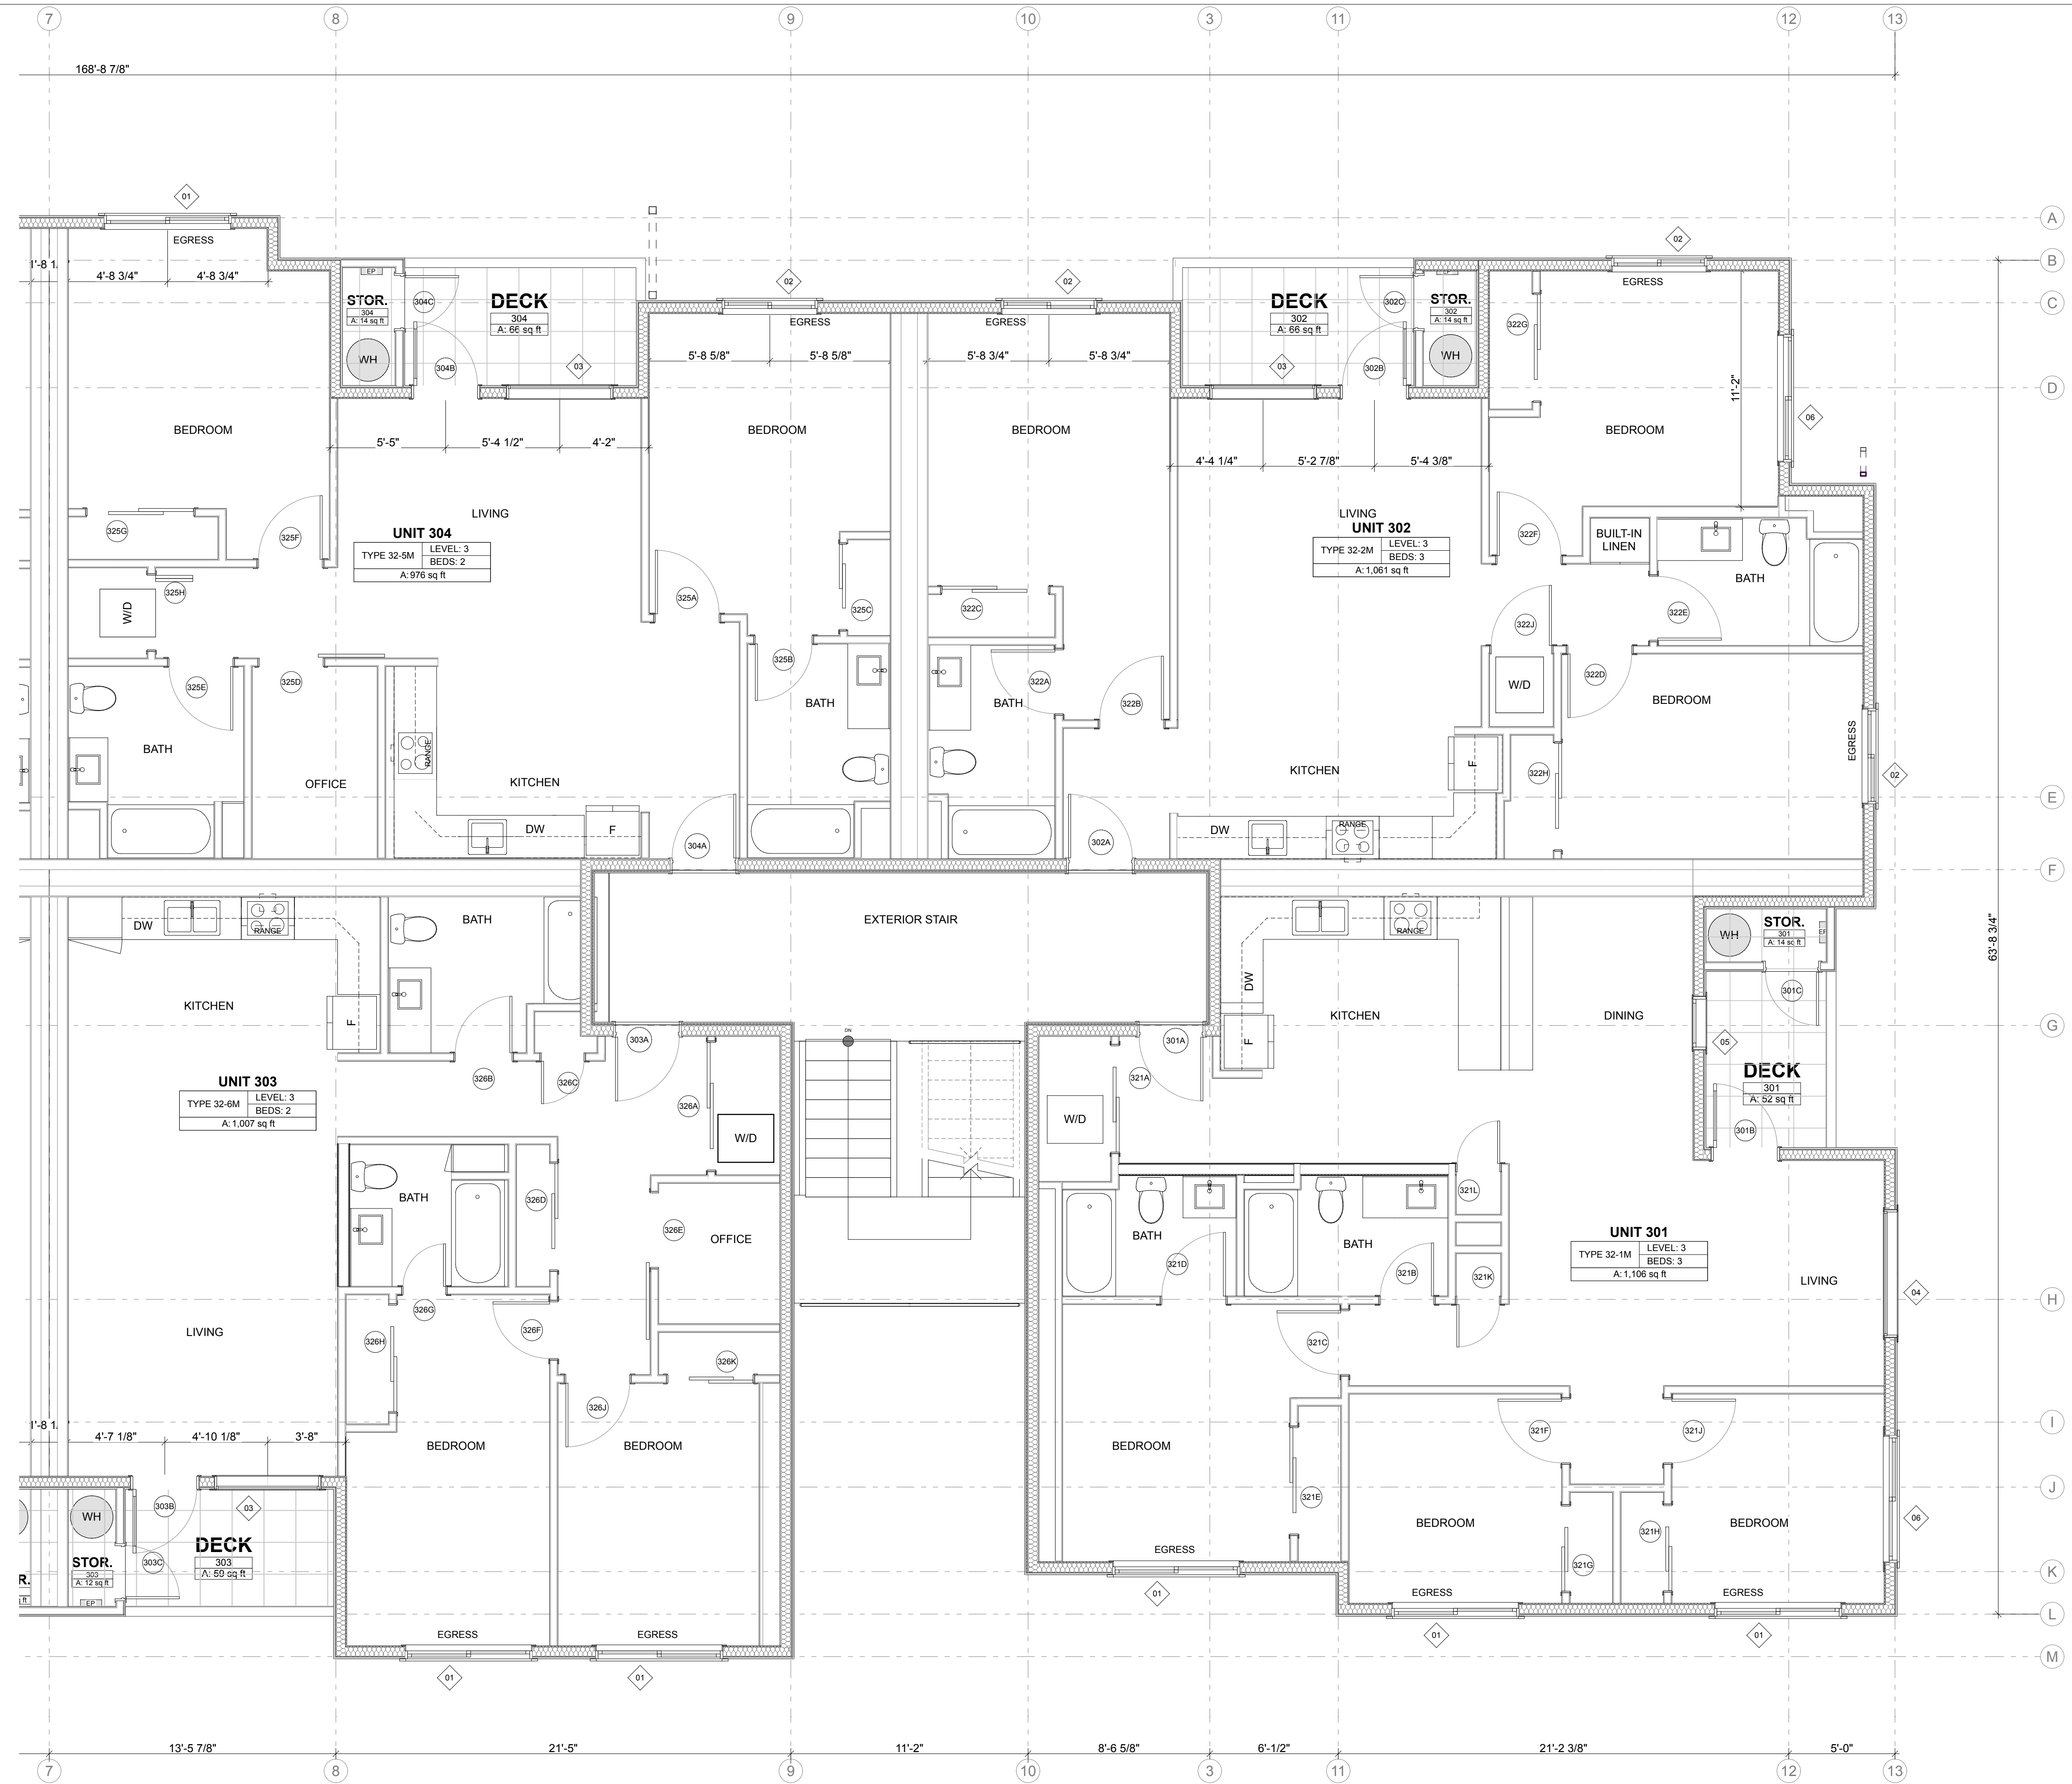 7 8 9 10 3 11 12 13
168'-8 7/8"
01
A
EGRESS
02
B
4'-8 3/4" 4'-8 3/4"
EP
STOR.
304
A: 14 sq ft
304C
DECK
304
A: 66 sq ft
02
02
DECK
302
A: 66 sq ft
302C
STOR.
302
A: 14 sq ft
EGRESS
C
EGRESS
EGRESS
322G
WH
304B
03
5'-8 5/8" 5'-8 5/8"
5'-8 3/4" 5'-8 3/4"
03
302B
WH
D
11'-2"
06
BEDROOM
BEDROOM
BEDROOM
BEDROOM
5'-5" 5'-4 1/2" 4'-2"
4'-4 1/4" 5'-2 7/8" 5'-4 3/8"
LIVING
LIVING
325G
325F
UNIT 304
TYPE 32-5M
LEVEL: 3
BEDS: 2
A: 976 sq ft
UNIT 302
TYPE 32-2M
LEVEL: 3
BEDS: 3
A: 1,061 sq ft
322F
BUILT-IN
LINEN
BATH
325H
W/D
325A
325C
322C
322J
322E
325E
325D
325B
322A
322B
W/D
322D
BEDROOM
BATH
BATH
BATH
EGRESS
RANGE
OFFICE
KITCHEN
KITCHEN
F
322H
02
E
DW
F
304A
302A
DW
RANGE
F
DW
RANGE
BATH
EXTERIOR STAIR
RANGE
WH
STOR.
301
A: 14 sq ft
63'-8 3/4"
KITCHEN
F
DW
KITCHEN
DINING
301C
G
303A
DN
301A
F
05
UNIT 303
TYPE 32-6M
LEVEL: 3
BEDS: 2
A: 1,007 sq ft
326B
326C
326A
321A
DECK
301
A: 52 sq ft
W/D
W/D
301B
BATH
326D
321L
326E
OFFICE
BATH
BATH
UNIT 301
TYPE 32-1M
LEVEL: 3
BEDS: 3
A: 1,106 sq ft
321D
321B
321K
LIVING
04
H
326G
LIVING
326F
326H
326K
321C
326J
I
4'-7 1/8" 4'-10 1/8" 3'-8"
BEDROOM
BEDROOM
BEDROOM
321F
321J
J
303B
03
WH
321E
BEDROOM
BEDROOM
06
DECK
303
A: 59 sq ft
STOR.
303
A: 12 sq ft
303C
EP
EGRESS
321G
321H
K
01
EGRESS
EGRESS
L
EGRESS
EGRESS
01
01
M
01
01
13'-5 7/8" 21'-5" 11'-2" 8'-6 5/8" 6'-1/2" 21'-2 3/8" 5'-0"
7 8 9 10 3 11 12 13